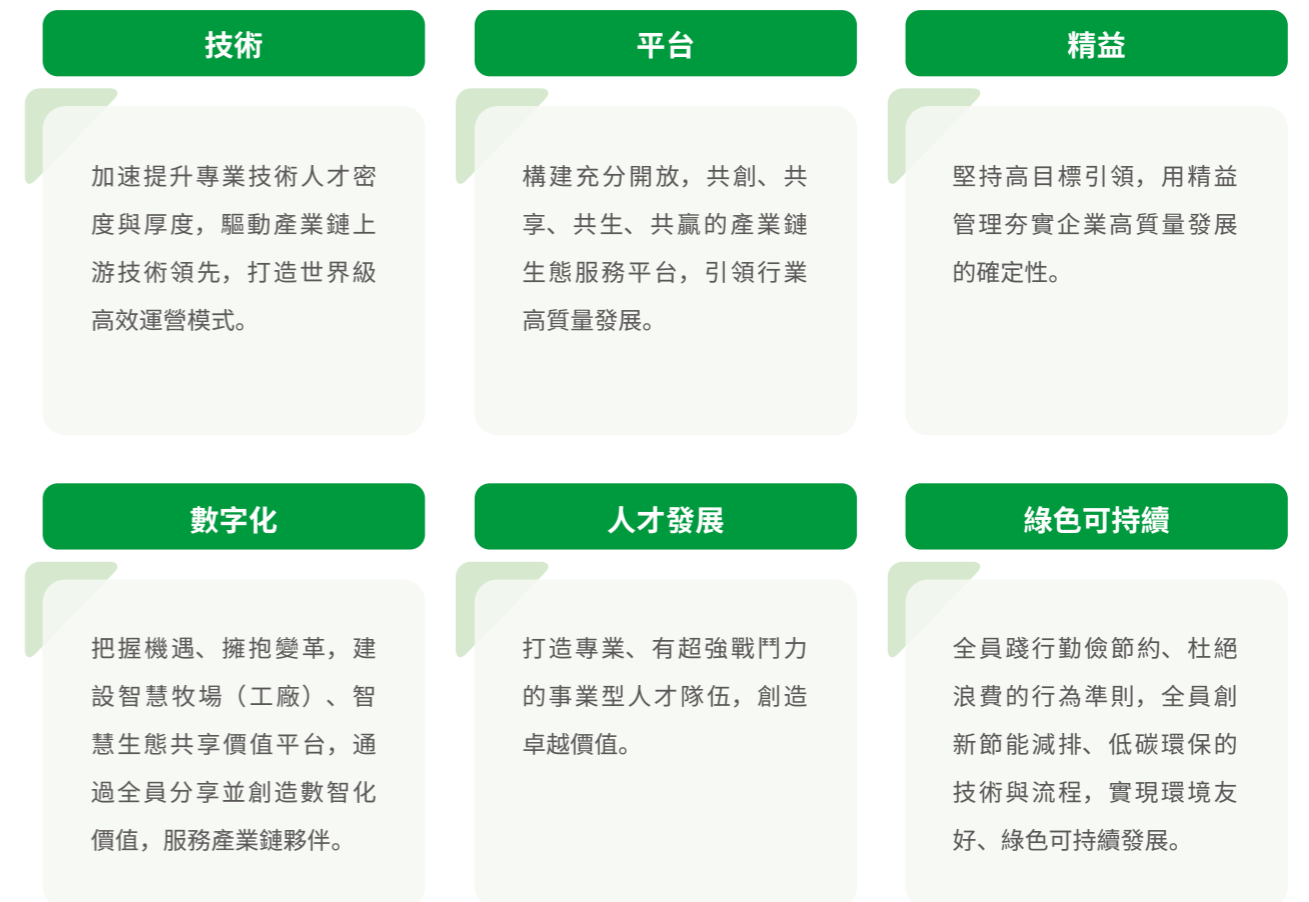 技術
加速提升專業技術人才密
度與厚度，驅動產業鏈上
游技術領先，打造世界級
高效運營模式。
平台
構建充分開放，共創、共
享、共生、共贏的產業鏈
生態服務平台，引領行業
高質量發展。
精益
堅持高目標引領，用精益
管理夯實企業高質量發展
的確定性。
數字化
把握機遇、擁抱變革，建
設智慧牧場（工廠）、智
慧生態共享價值平台，通
過全員分享並創造數智化
價值，服務產業鏈夥伴。
人才發展
打造專業、有超強戰鬥力
的事業型人才隊伍，創造
卓越價值。
綠色可持續
全員踐行勤儉節約、杜絕
浪費的行為準則，全員創
新節能減排、低碳環保的
技術與流程，實現環境友
好、綠色可持續發展。